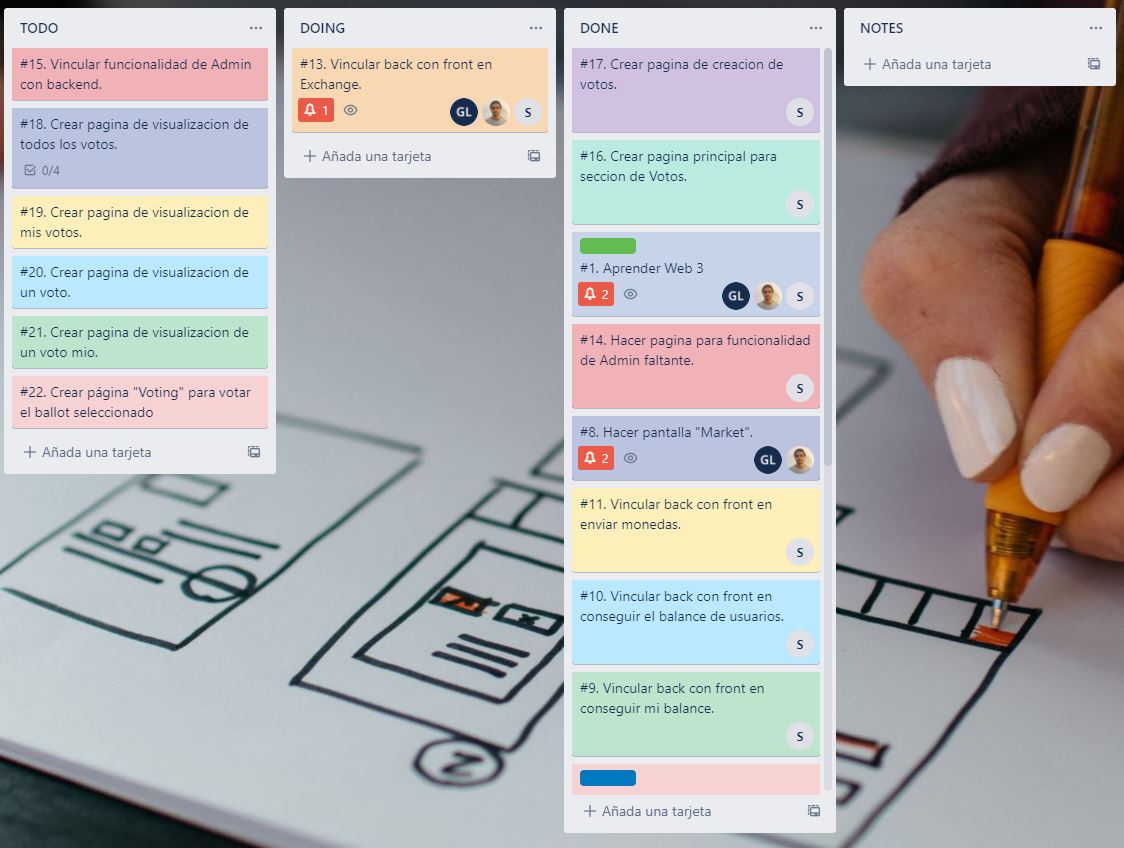 TODO
#15. Vincular funcionalidad de Admin
con backend.
#18. Crear pagina de visualizacion de
todos los votos.
0/4
#19. Crear pagina de visualizacion de
mis votos.
#20. Crear pagina de visualizacion de
un voto.
#21. Crear pagina de visualizacion de
un voto mio.
#22. Crear página "Voting" para votar
el ballot seleccionado
Añada una tarjeta
DOING
#13. Vincular back con front en
Exchange.
1
GL
S
Añada una tarjeta
DONE
#17. Crear pagina de creacion de
votos.
S
#16. Crear pagina principal para
seccion de Votos.
S
#1. Aprender Web 3
2
GL
S
#14. Hacer pagina para funcionalidad
de Admin faltante.
S
#8. Hacer pantalla "Market".
2
GL
#11. Vincular back con front en
enviar monedas.
S
#10. Vincular back con front en
conseguir el balance de usuarios.
S
#9. Vincular back con front en
conseguir mi balance.
S
Añada una tarjeta
NOTES
Añada una tarjeta